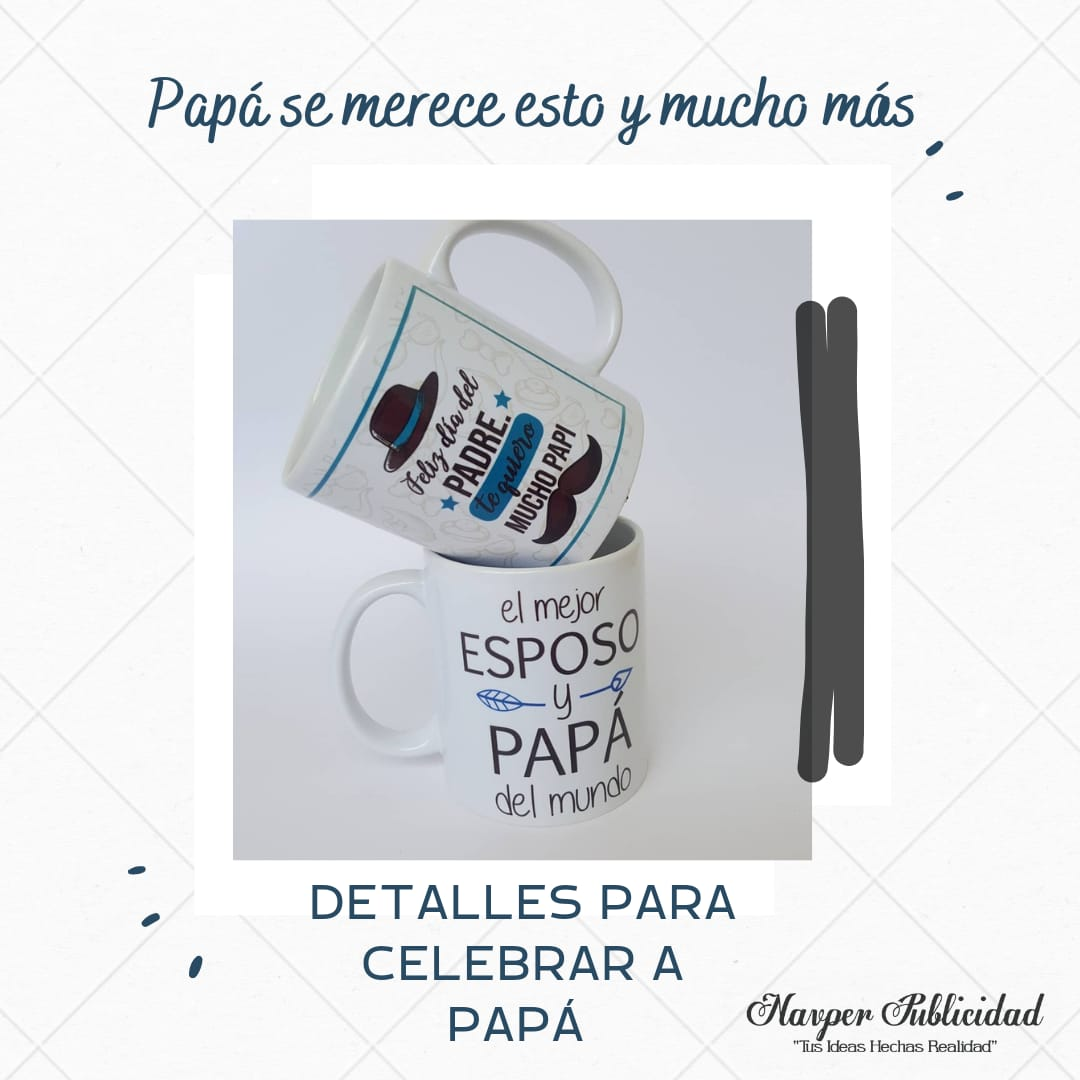 Papá se merece esto y mucho más
Feliz día del
PADRE.
te quiero
MUCHO PAPI
el mejor
ESPOSO
y
PAPÁ
del mundo
DETALLES PARA
CELEBRAR A
PAPÁ
Navper Publicidad
"Tus Ideas Hechas Realidad"